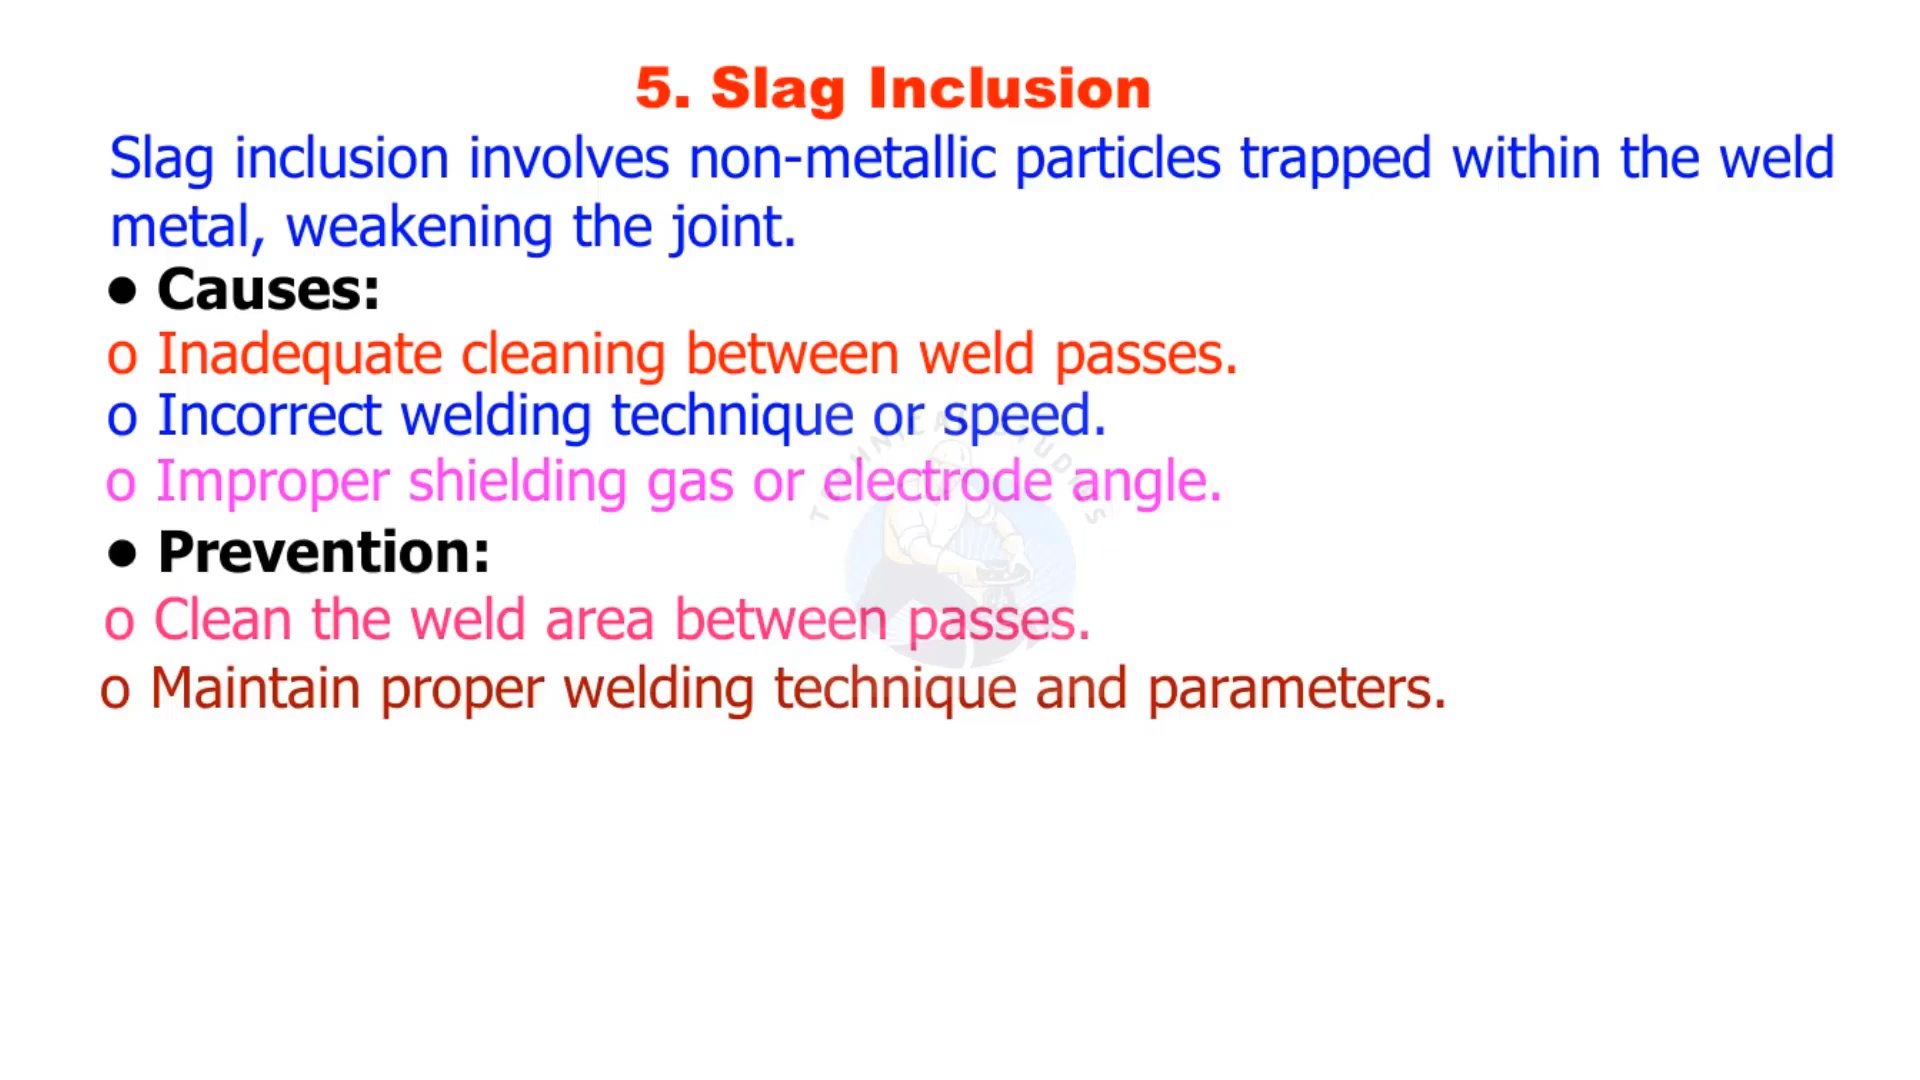 5. Slag Inclusion
Slag inclusion involves non-metallic particles trapped within the weld
metal, weakening the joint.
● Causes:
o Inadequate cleaning between weld passes.
o Incorrect welding technique or speed.
o Improper shielding gas or electrode angle.
● Prevention:
o Clean the weld area between passes.
o Maintain proper welding technique and parameters.
TECHNICAL STUDIES